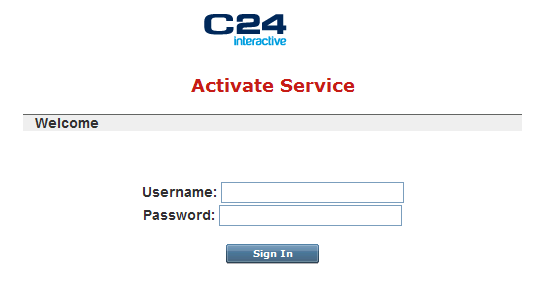 C24
interactive
Activate Service
Welcome
Username:
Password:
Sign In